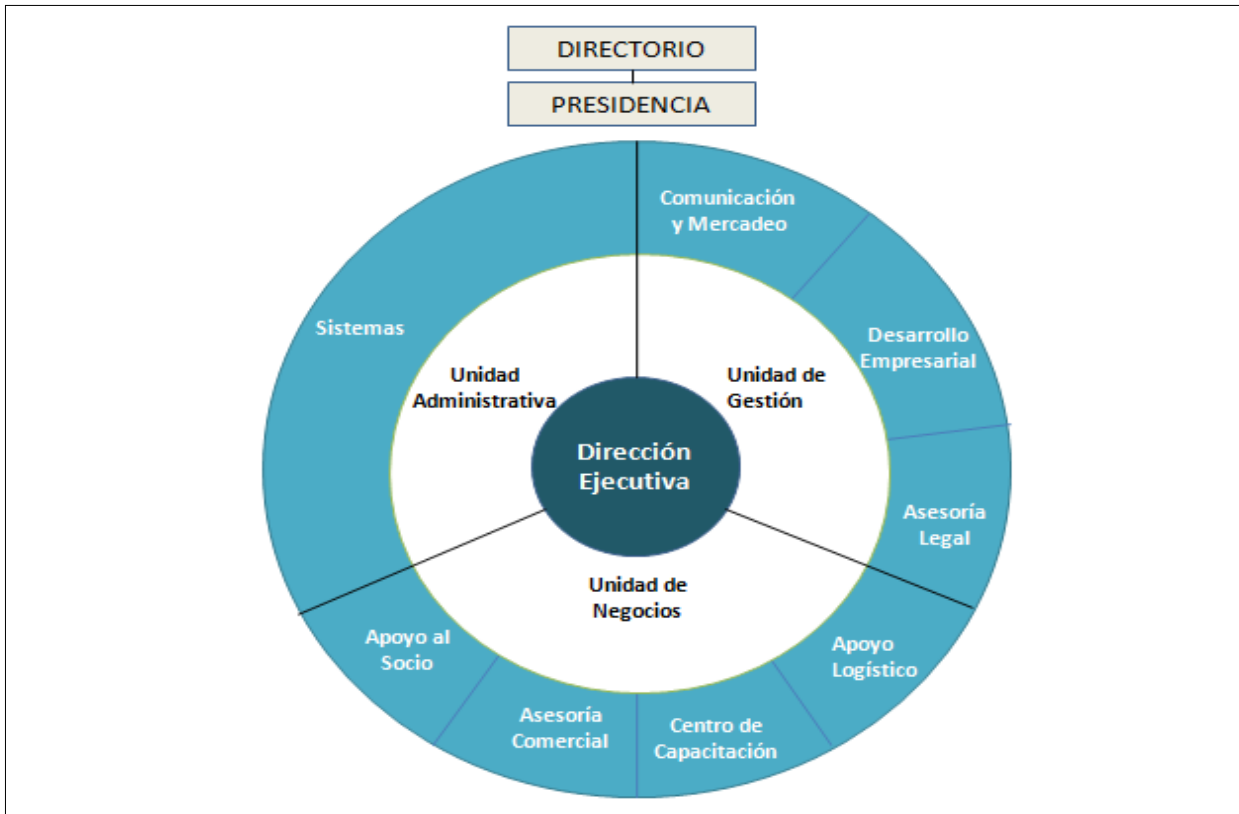 DIRECTORIO
PRESIDENCIA
Comunicación
y Mercadeo
Sistemas
Desarrollo
Empresarial
Unidad
Administrativa
Unidad de
Gestión
Dirección
Ejecutiva
Asesoría
Legal
Unidad de
Negocios
Apoyo al
Socio
Apoyo
Logístico
Asesoría
Comercial
Centro de
Capacitación